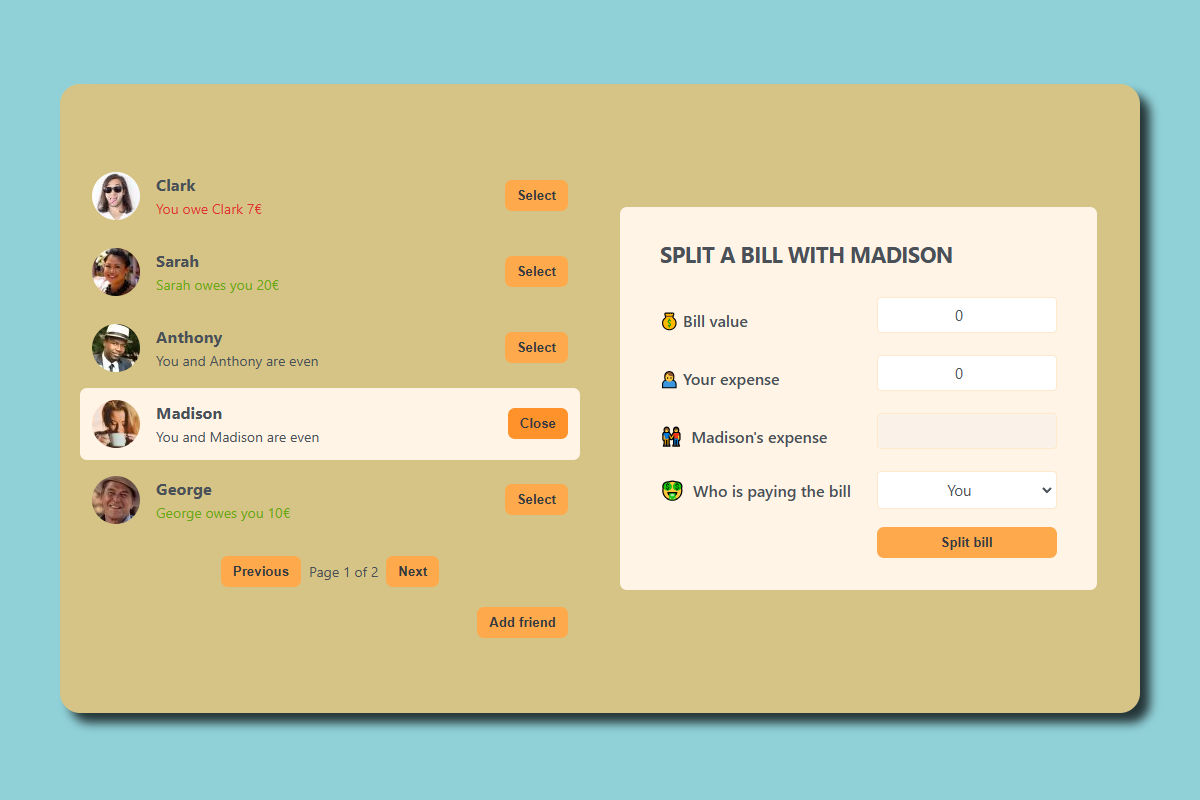 Clark
You owe Clark 7€
Select
Sarah
Sarah owes you 20€
Select
Anthony
You and Anthony are even
Select
Madison
You and Madison are even
Close
George
George owes you 10€
Select
Previous Page 1 of 2 Next
Add friend
SPLIT A BILL WITH MADISON
💰 Bill value 0
🙍‍♂️ Your expense 0
👫 Madison's expense
🤑 Who is paying the bill You
Split bill